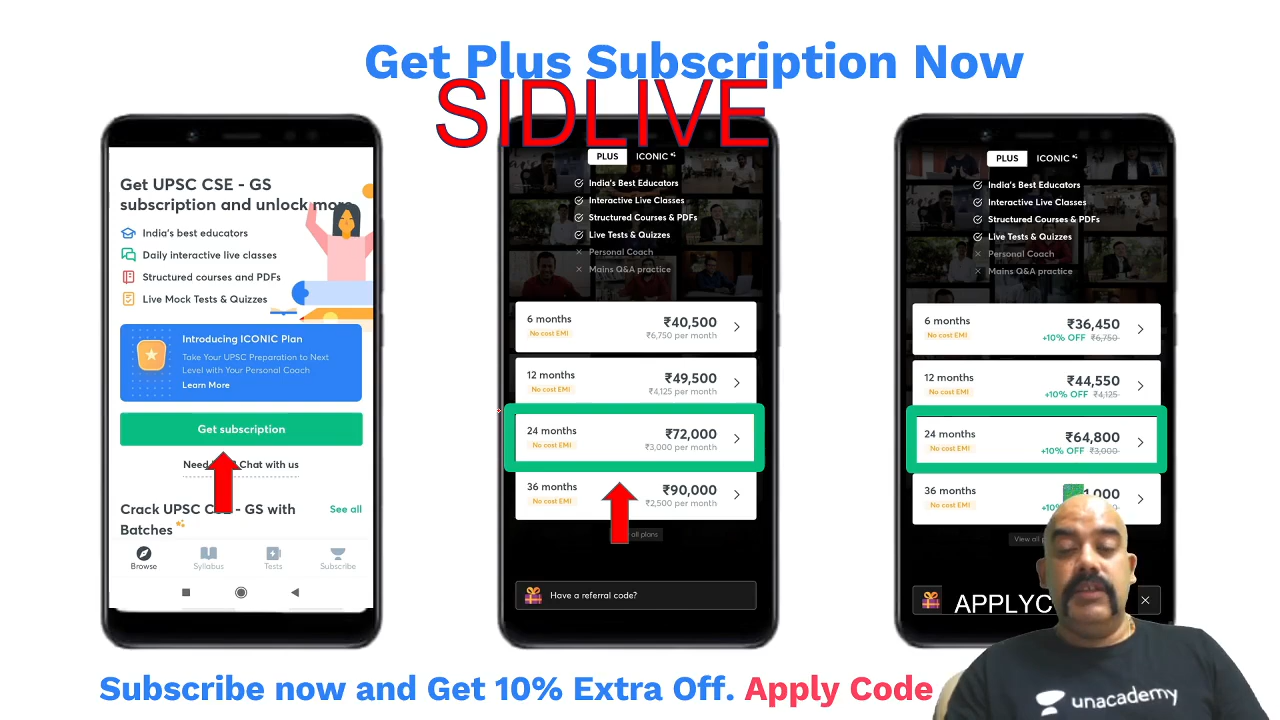 Get Plus Subscription Now
SIDLIVE
Get UPSC CSE - GS
subscription and unlock more
India's best educators
Daily interactive live classes
Structured courses and PDFs
Live Mock Tests & Quizzes
Introducing ICONIC Plan
Take Your UPSC Preparation to Next
Level with Your Personal Coach
Learn More
Get subscription
Need Chat with us
Crack UPSC CSE - GS with
Batches
See all
Browse
Syllabus
Tests
Subscribe
PLUS ICONIC
India's Best Educators
Interactive Live Classes
Structured Courses & PDFs
Live Tests & Quizzes
Personal Coach
Mains Q&A practice
6 months ₹40,500
No cost EMI ₹6,750 per month
12 months ₹49,500
No cost EMI ₹4,125 per month
24 months ₹72,000
No cost EMI ₹3,000 per month
36 months ₹90,000
No cost EMI ₹2,500 per month
all plans
Have a referral code?
PLUS ICONIC
India's Best Educators
Interactive Live Classes
Structured Courses & PDFs
Live Tests & Quizzes
Personal Coach
Mains Q&A practice
6 months ₹36,450
No cost EMI +10% OFF ₹6,750
12 months ₹44,550
No cost EMI +10% OFF ₹4,125
24 months ₹64,800
No cost EMI +10% OFF ₹3,000
36 months
No cost EMI
View all
APPLYC
Subscribe now and Get 10% Extra Off. Apply Code
unacademy